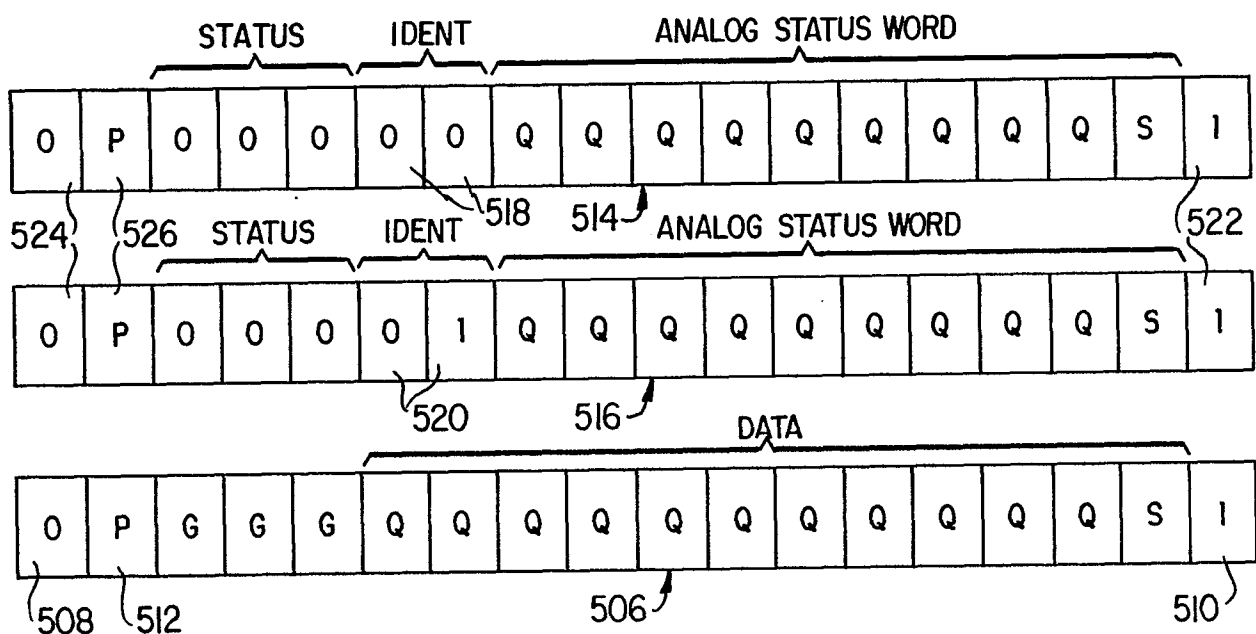 STATUS IDENT ANALOG STATUS WORD
0 P 0 0 0 0 0 Q Q Q Q Q Q Q Q Q S 1
518 514
524 526 STATUS IDENT ANALOG STATUS WORD 522
0 P 0 0 0 0 1 Q Q Q Q Q Q Q Q Q S 1
520 516
DATA
0 P G G G Q Q Q Q Q Q Q Q Q Q Q S 1
508 512 506 510